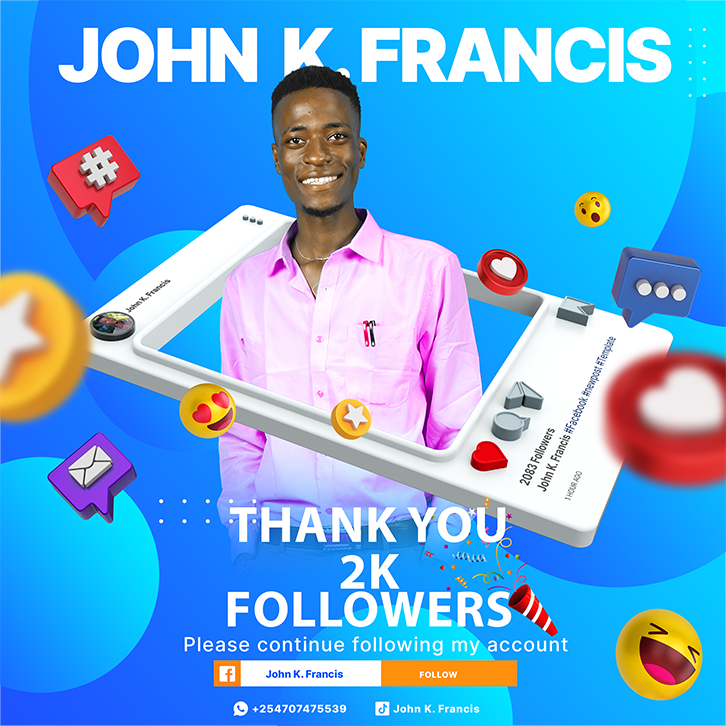 JOHN K. FRANCIS
John K. Francis
2083 Followers
John K. Francis #Facebook #newpost #Template
1 HOUR AGO
THANK YOU
2K
FOLLOWERS
Please continue following my account
John K. Francis FOLLOW
+254707475539 John K. Francis